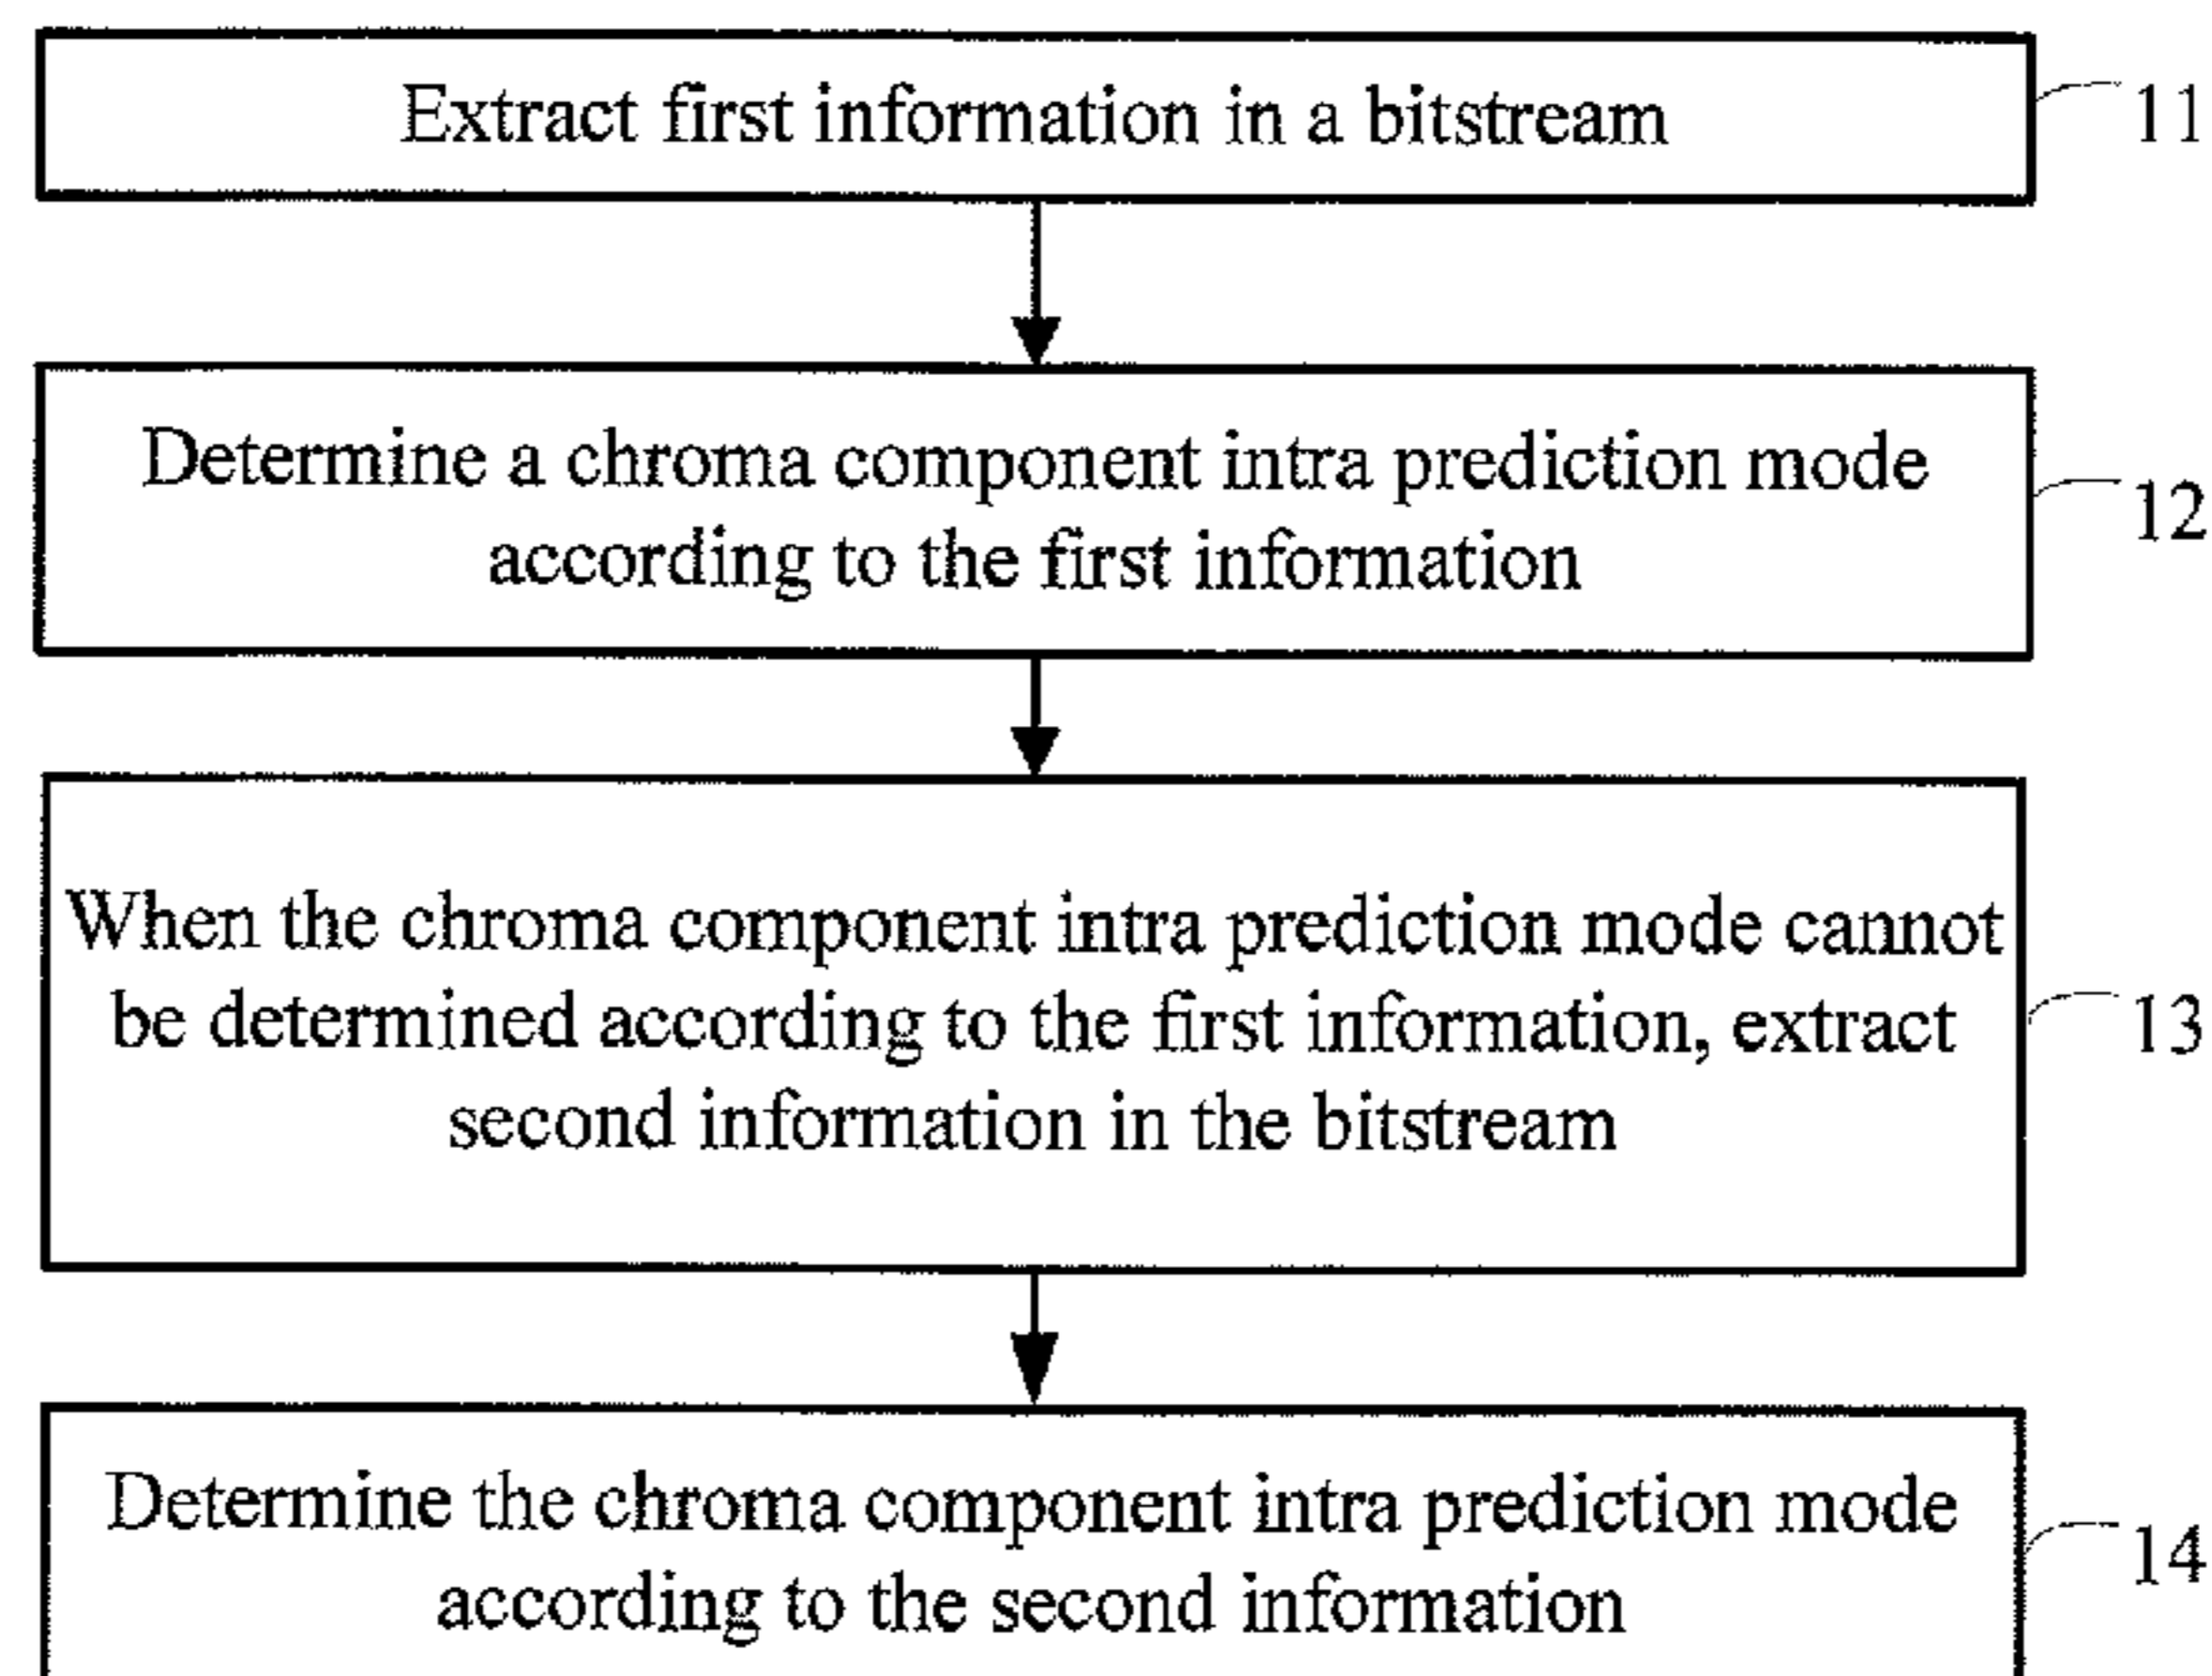 Extract first information in a bitstream
11
Determine a chroma component intra prediction mode
according to the first information
12
When the chroma component intra prediction mode cannot
be determined according to the first information, extract
second information in the bitstream
13
Determine the chroma component intra prediction mode
according to the second information
14